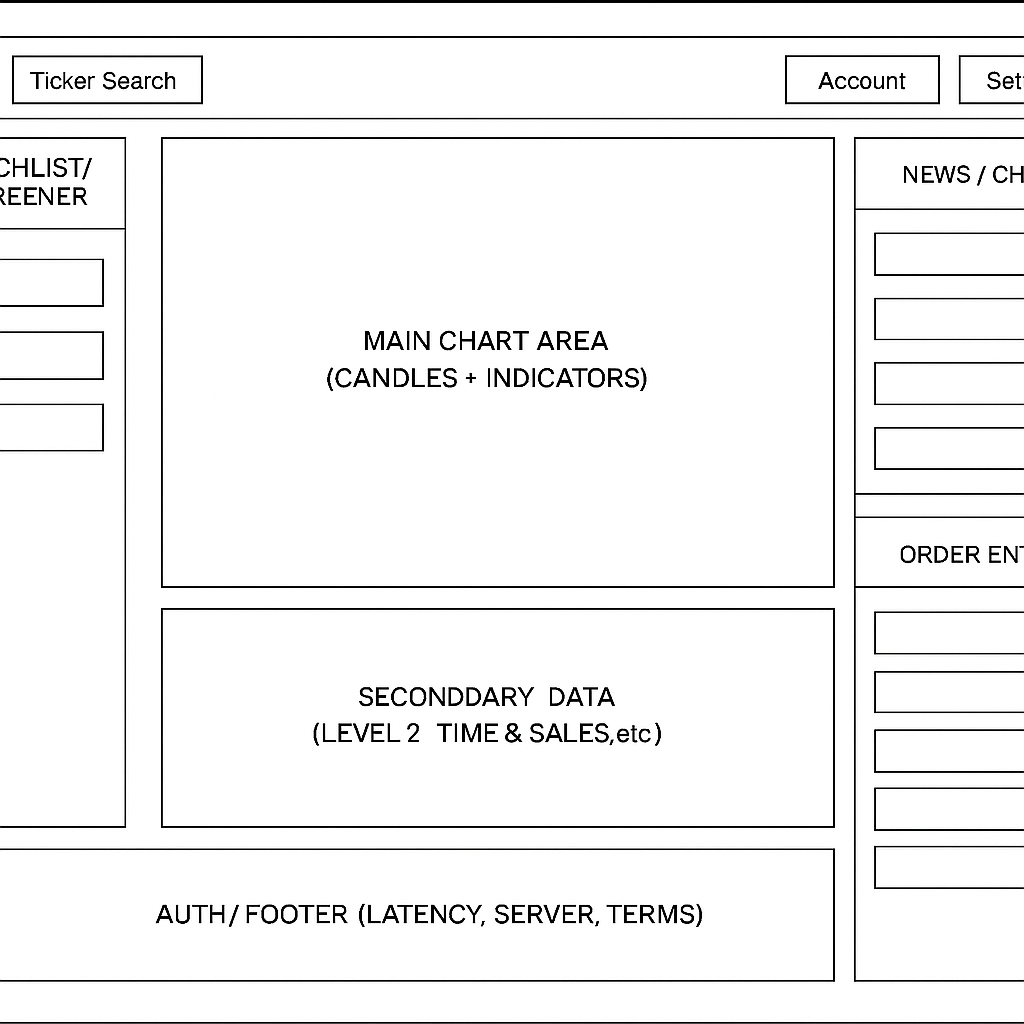 Ticker Search
Account
Sett
CHLIST/
REENER
MAIN CHART AREA
(CANDLES + INDICATORS)
NEWS / CH
ORDER ENT
SECONDDARY DATA
(LEVEL 2 TIME & SALES,etc)
AUTH / FOOTER (LATENCY, SERVER, TERMS)